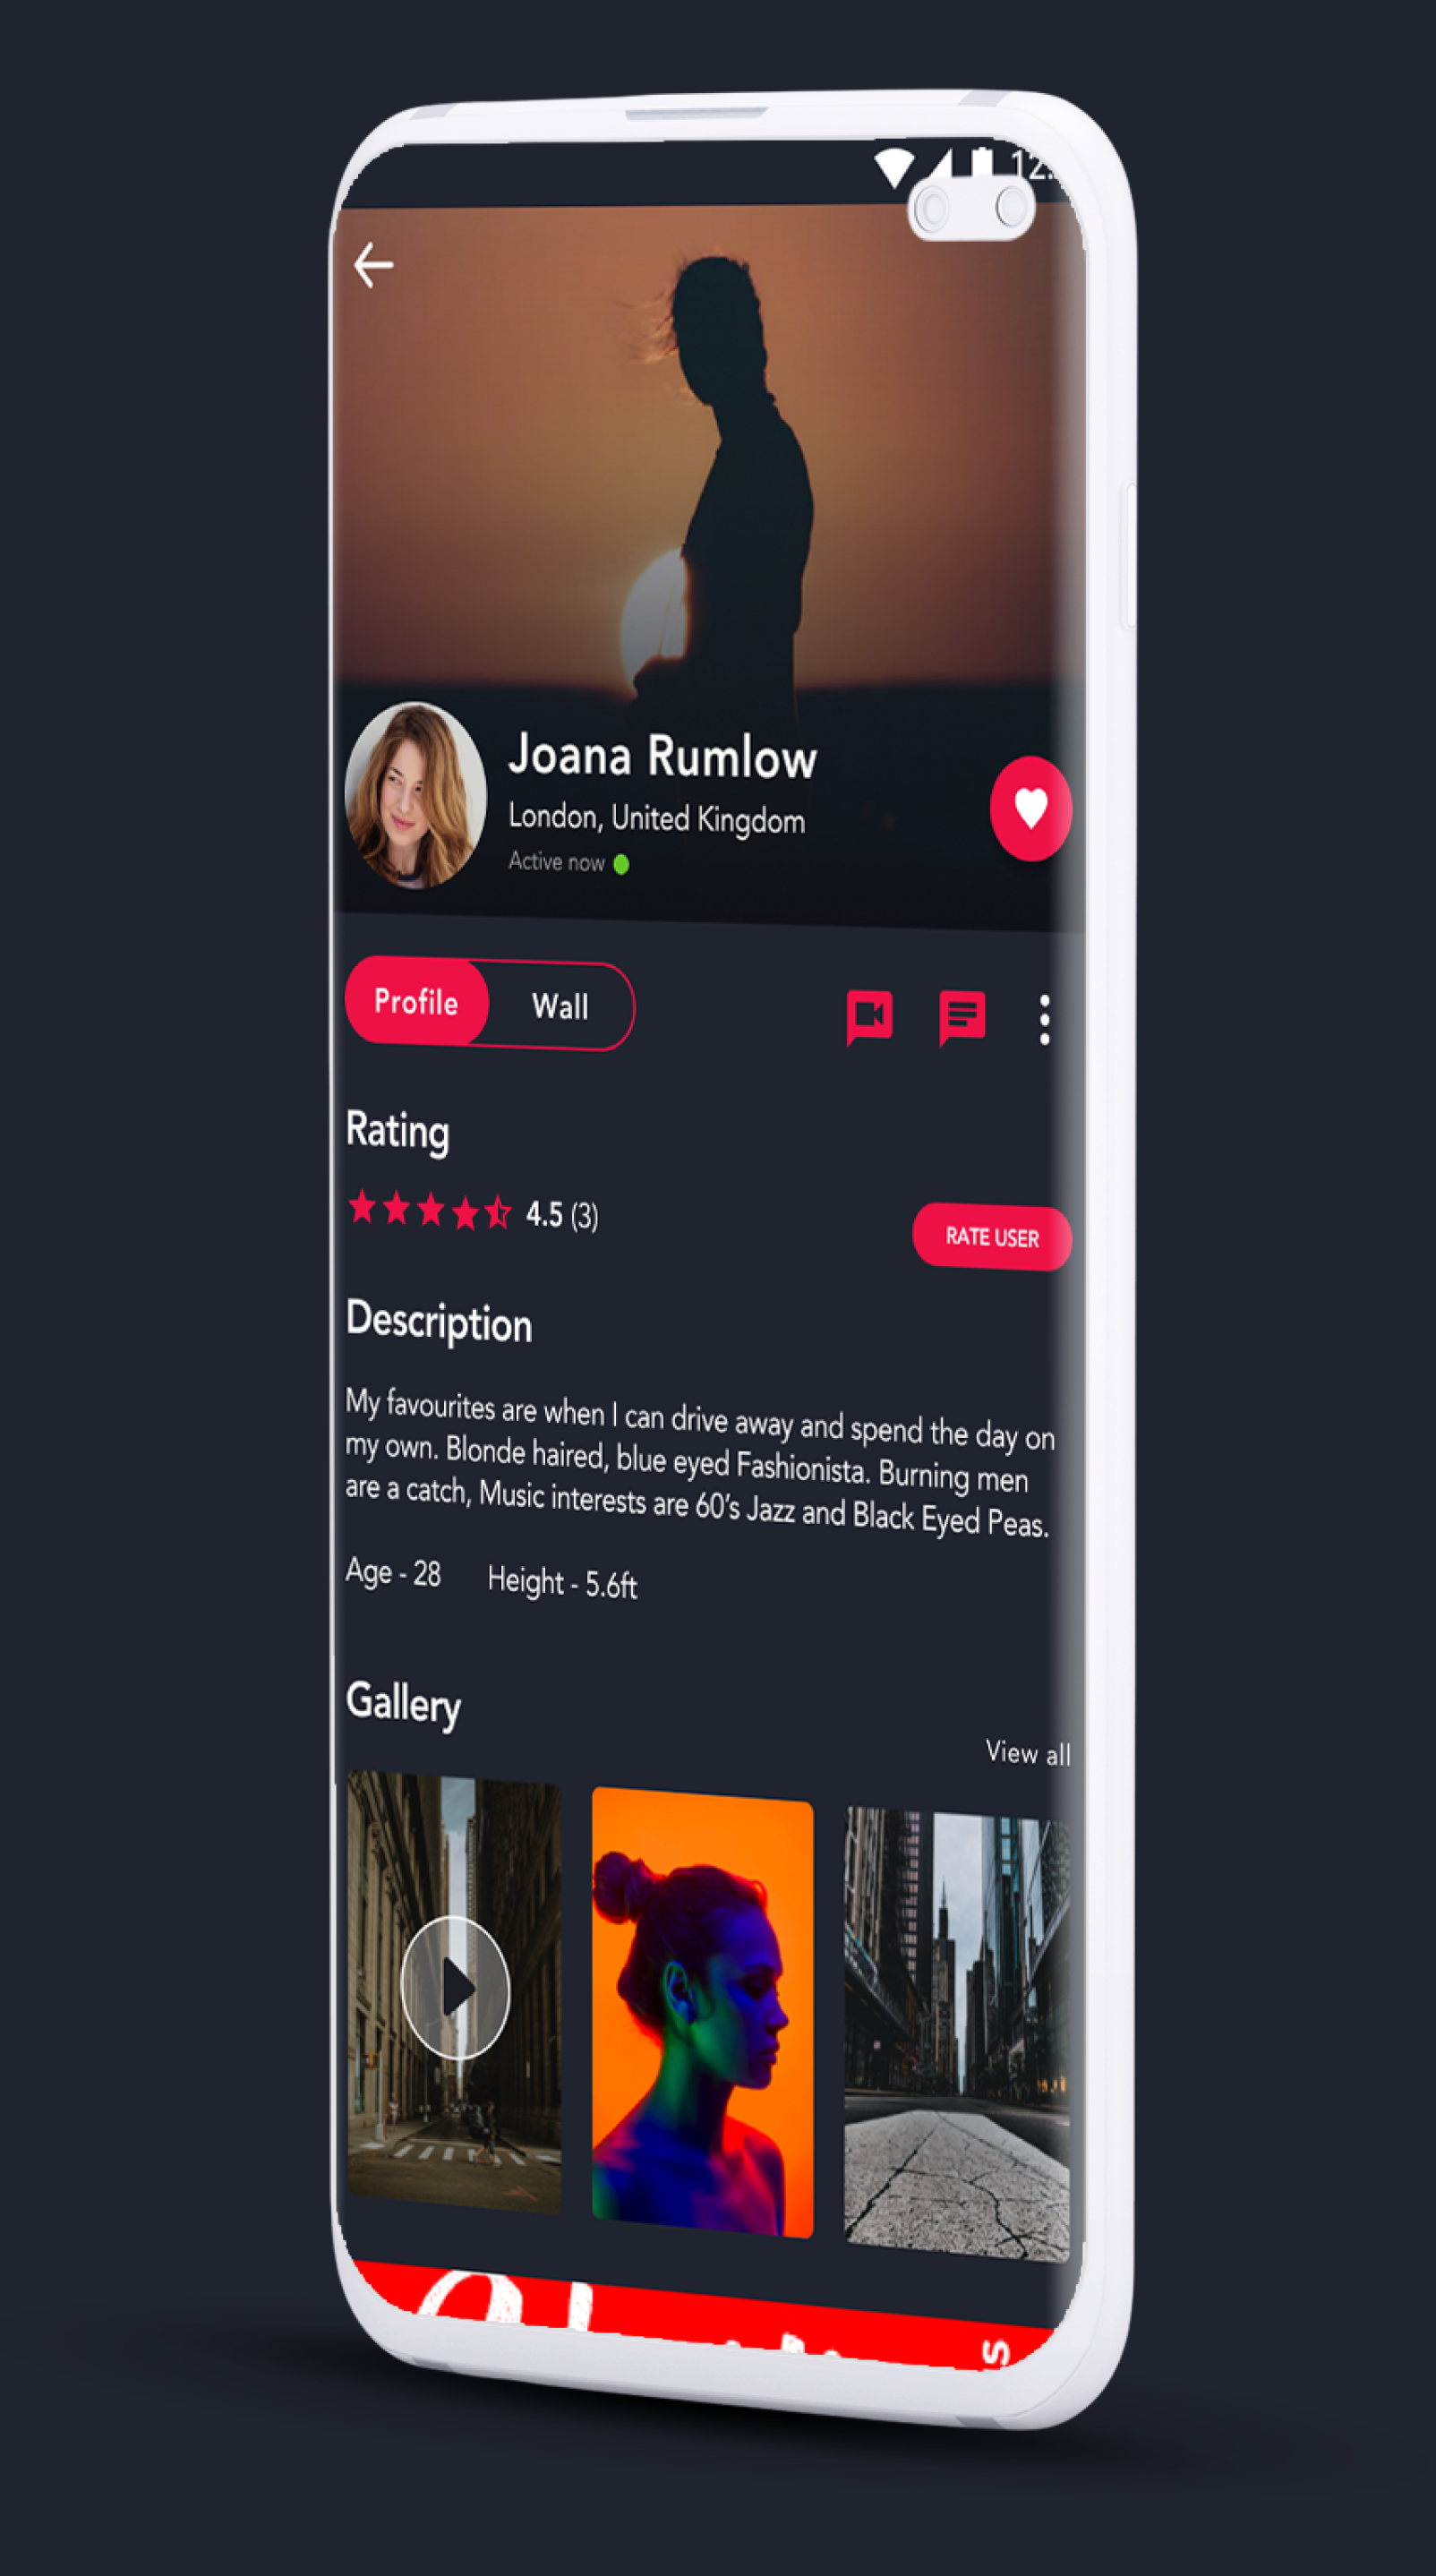 12
Joana Rumlow
London, United Kingdom
Active now
Profile
Wall
Rating
4.5 (3)
RATE USER
Description
My favourites are when I can drive away and spend the day on
my own. Blonde haired, blue eyed Fashionista. Burning men
are a catch, Music interests are 60's Jazz and Black Eyed Peas.
Age - 28 Height - 5.6ft
Gallery
View all